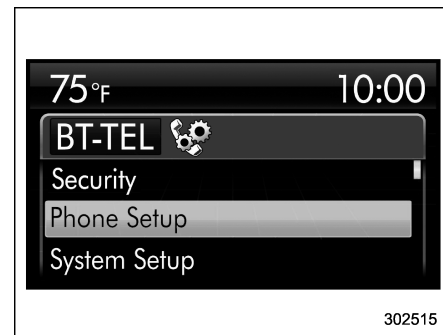 75°F 10:00
BT-TEL
Security
Phone Setup
System Setup
302515